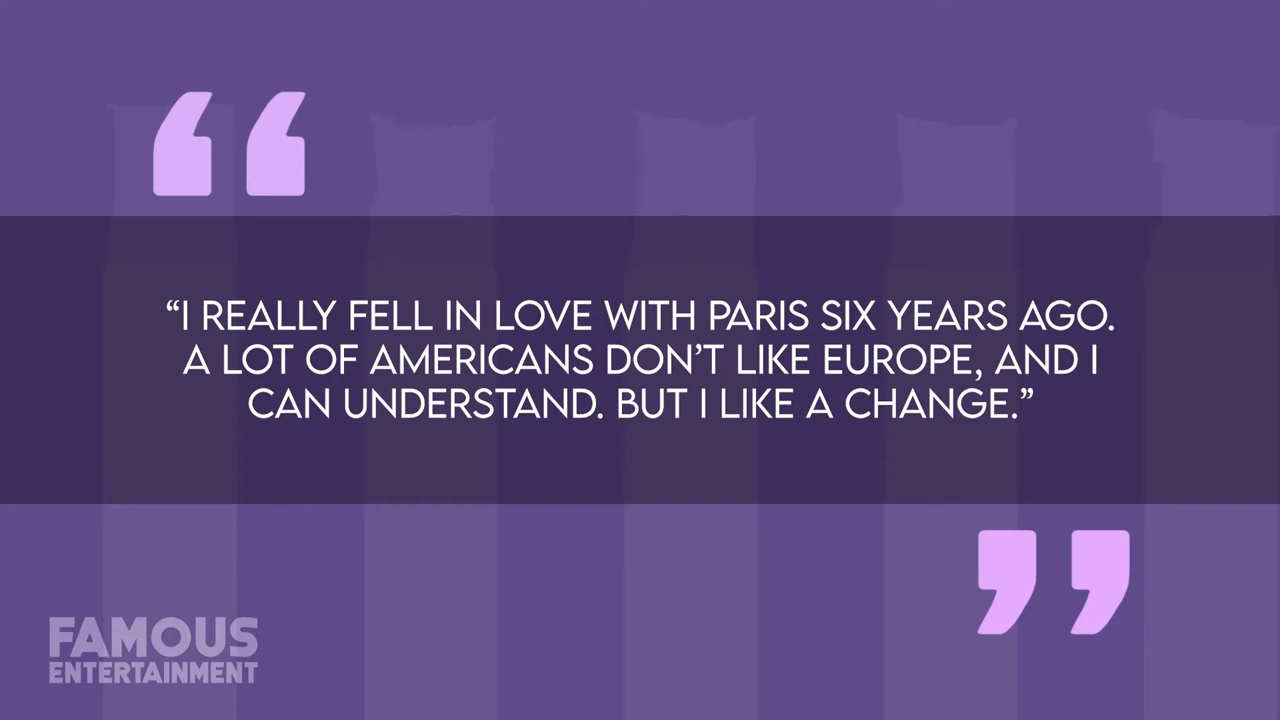 “I REALLY FELL IN LOVE WITH PARIS SIX YEARS AGO.
A LOT OF AMERICANS DON’T LIKE EUROPE, AND I
CAN UNDERSTAND. BUT I LIKE A CHANGE.”
FAMOUS
ENTERTAINMENT